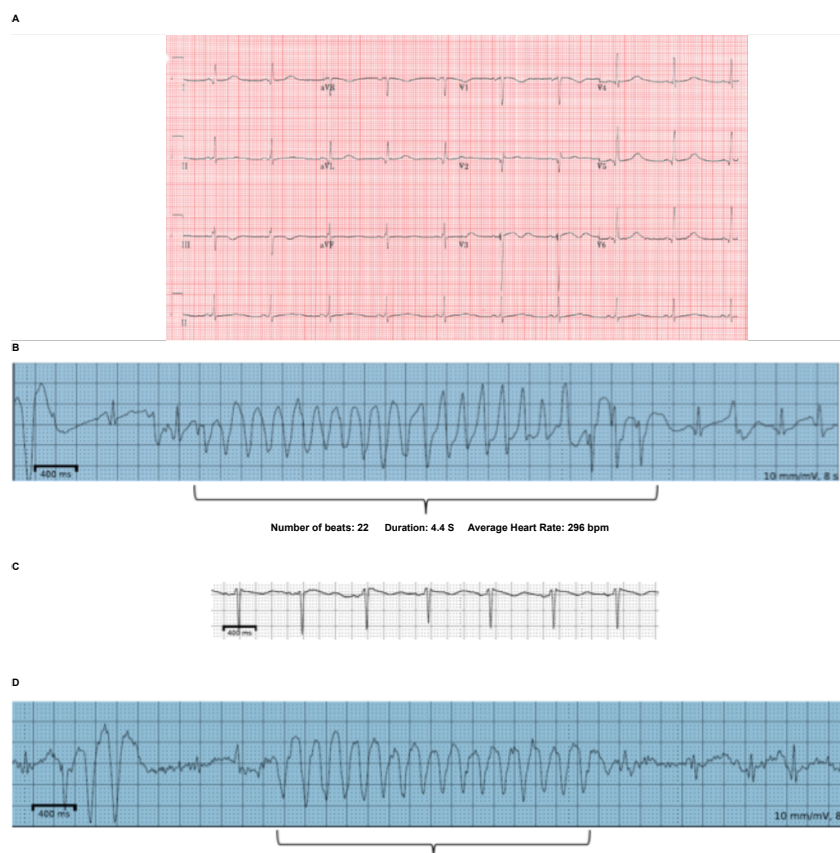 A
I aVR V1 V4
II aVL V2 V5
III aVF V3 V6
II
B
400 ms
10 mm/mV, 8 s
Number of beats: 22 Duration: 4.4 S Average Heart Rate: 296 bpm
C
400 ms
D
400 ms
10 mm/mV, 8